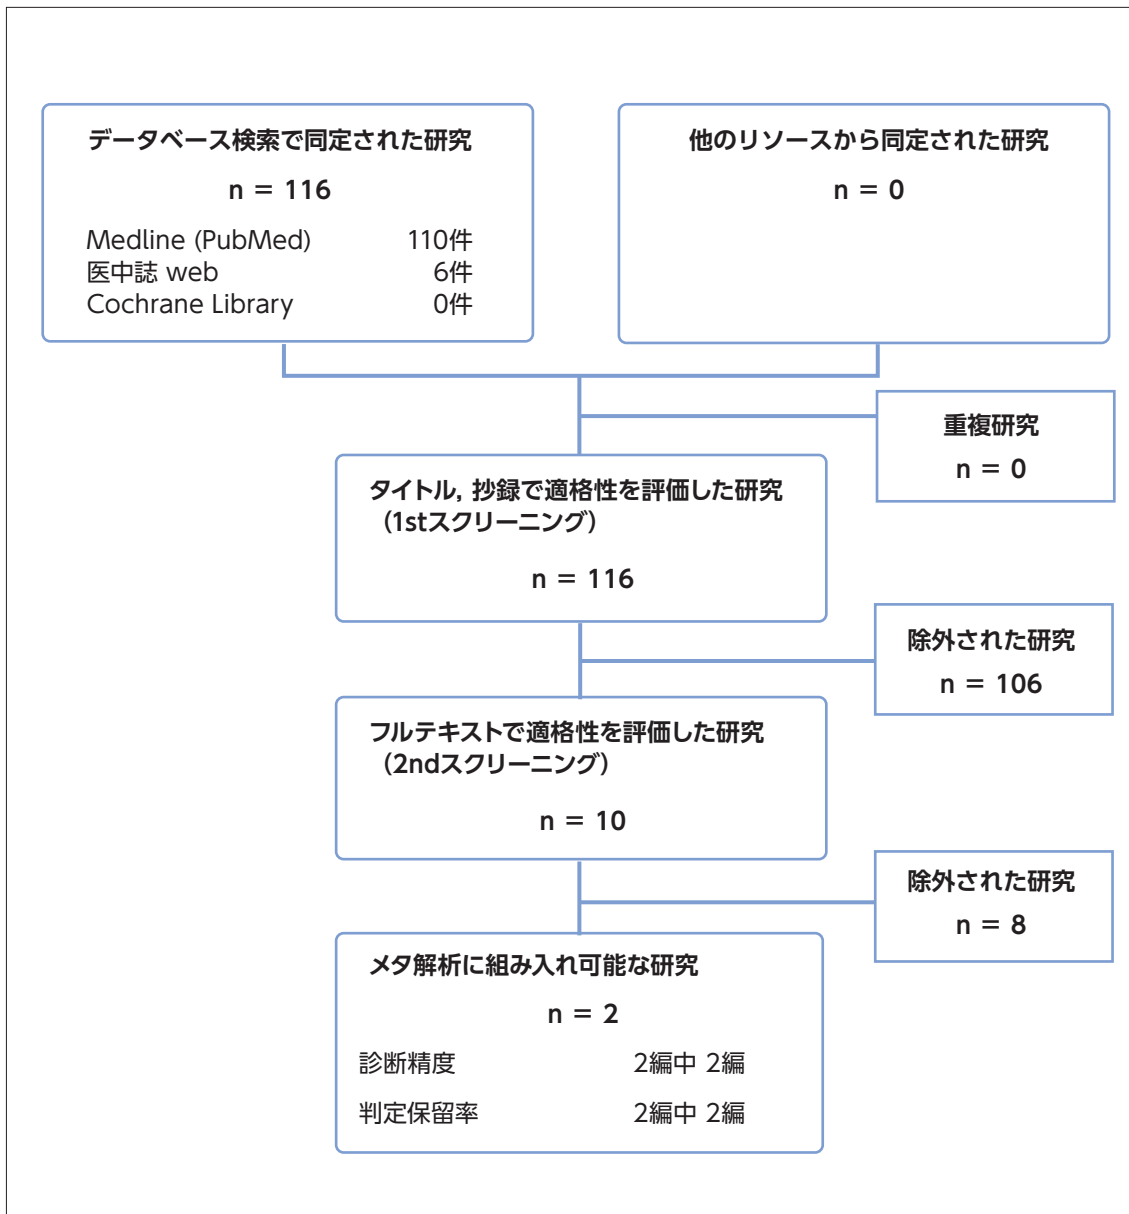 データベース検索で同定された研究
n = 116
Medline (PubMed) 110件
医中誌 web 6件
Cochrane Library 0件
他のリソースから同定された研究
n = 0
重複研究
n = 0
タイトル, 抄録で適格性を評価した研究
（1stスクリーニング）
n = 116
除外された研究
n = 106
フルテキストで適格性を評価した研究
（2ndスクリーニング）
n = 10
除外された研究
n = 8
メタ解析に組み入れ可能な研究
n = 2
診断精度 2編中 2編
判定保留率 2編中 2編